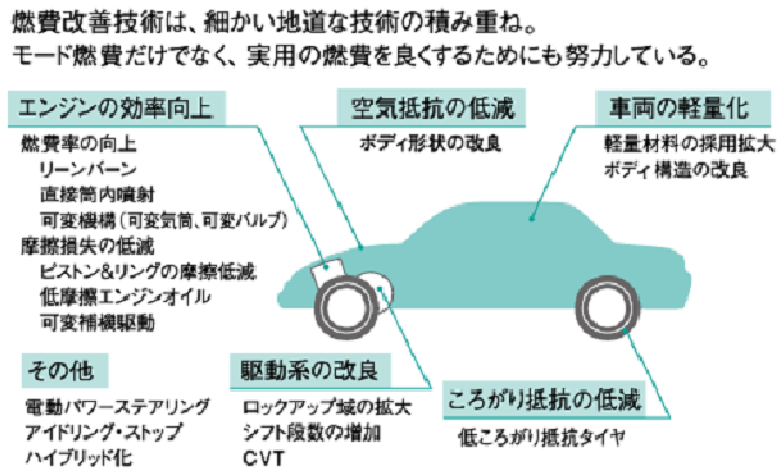 燃費改善技術は、細かい地道な技術の積み重ね。
モード燃費だけでなく、実用の燃費を良くするためにも努力している。
エンジンの効率向上
燃費率の向上
リーンバーン
直接筒内噴射
可変機構(可変気筒、可変バルブ)
摩擦損失の低減
ピストン&リングの摩擦低減
低摩擦エンジンオイル
可変補機駆動
空気抵抗の低減
ボディ形状の改良
車両の軽量化
軽量材料の採用拡大
ボディ構造の改良
その他
電動パワーステアリング
アイドリング・ストップ
ハイブリッド化
駆動系の改良
ロックアップ域の拡大
シフト段数の増加
CVT
ころがり抵抗の低減
低ころがり抵抗タイヤ